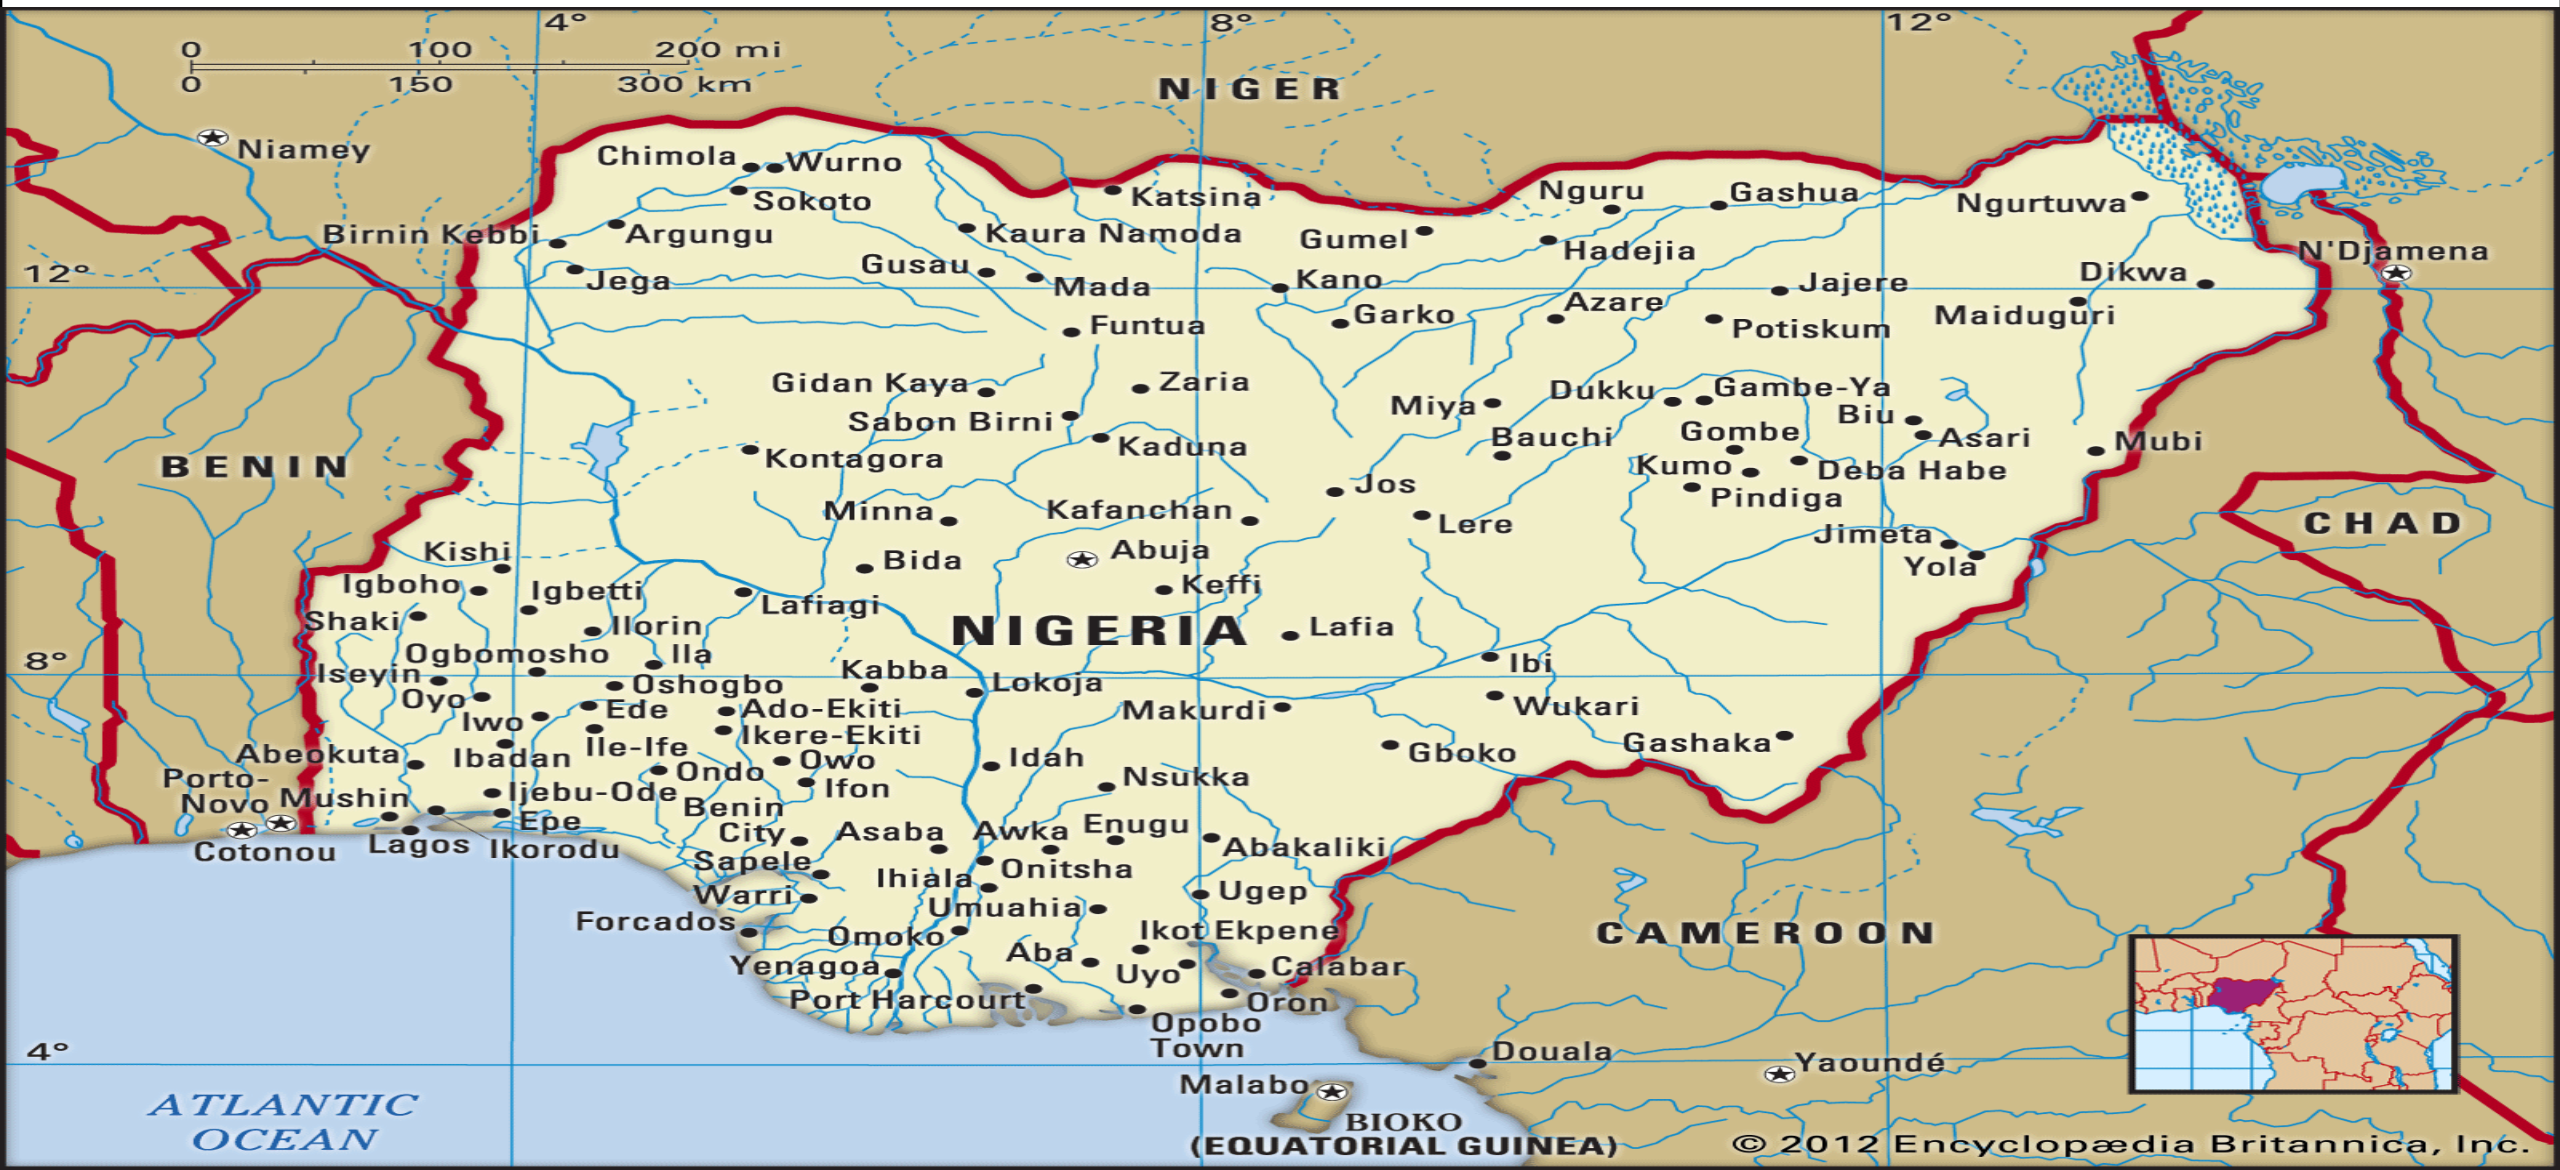 4°
8°
12°
0 100 200 mi
0 150 300 km
NIGER
Niamey
Chimola
Wurno
Sokoto
Katsina
Nguru
Gashua
Ngurtuwa
Birnin Kebbi
Argungu
Kaura Namoda
Gumel
Hadejia
N'Djamena
12°
Jega
Gusau
Mada
Kano
Jajere
Dikwa
Garko
Azare
Maiduguri
Funtua
Potiskum
Gidan Kaya
Zaria
Miya
Dukku
Gambe-Ya
Sabon Birni
Biu
BENIN
Kontagora
Kaduna
Bauchi
Gombe
Asari
Mubi
Kumo
Deba Habe
Jos
Pindiga
Minna
Kafanchan
Lere
CHAD
Jimeta
Kishi
Bida
Abuja
Yola
Igboho
Igbetti
Keffi
Shaki
Lafiagi
Ilorin
NIGERIA
Lafia
8°
Ogbomosho
Ila
Iseyin
Kabba
Ibi
Oshogbo
Lokoja
Oyo
Ede
Ado-Ekiti
Makurdi
Wukari
Iwo
Ikere-Ekiti
Ile-Ife
Gashaka
Abeokuta
Ibadan
Owo
Idah
Gboko
Ondo
Porto-
Novo
Mushin
Ijebu-Ode
Ifon
Nsukka
Benin
City
Epe
Asaba
Awka
Enugu
Cotonou
Lagos
Ikorodu
Abakaliki
Sapele
Onitsha
Ihiala
Warri
Ugep
Umuahia
Forcados
Omoko
Ikot Ekpene
CAMEROON
Aba
Yenagoa
Uyo
Calabar
Port Harcourt
Oron
Opobo
Town
4°
Douala
Yaoundé
Malabo
ATLANTIC
OCEAN
BIOKO
(EQUATORIAL GUINEA)
© 2012 Encyclopædia Britannica, Inc.